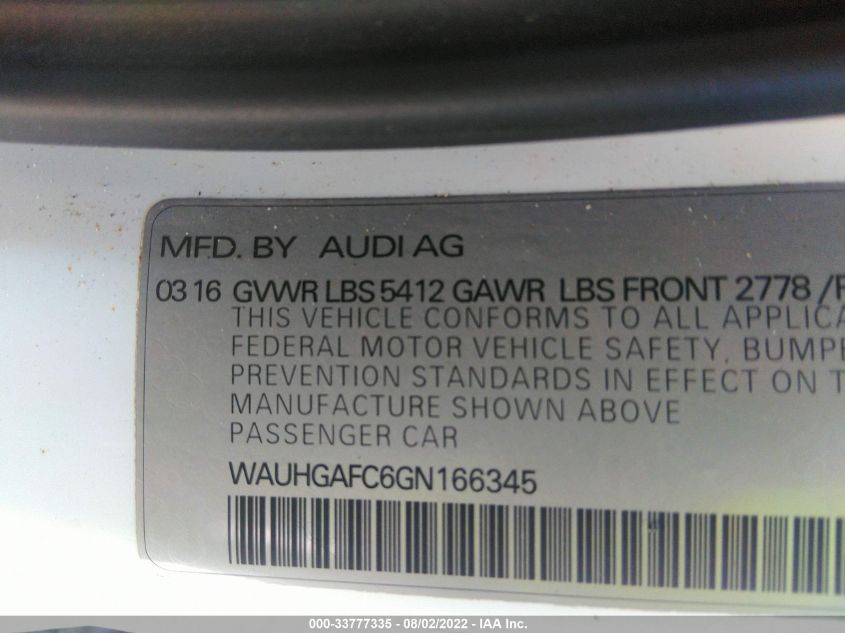 MFD. BY AUDI AG
03 16 GVWR LBS 5412 GAWR LBS FRONT 2778 /
THIS VEHICLE CONFORMS TO ALL
FEDERAL MOTOR VEHICLE SAFETY, BUMPE
PREVENTION STANDARDS IN EFFECT ON T
MANUFACTURE SHOWN ABOVE
PASSENGER CAR
WAUHGAFC6GN166345
000-33777335 - 08/02/2022 - IAA Inc.